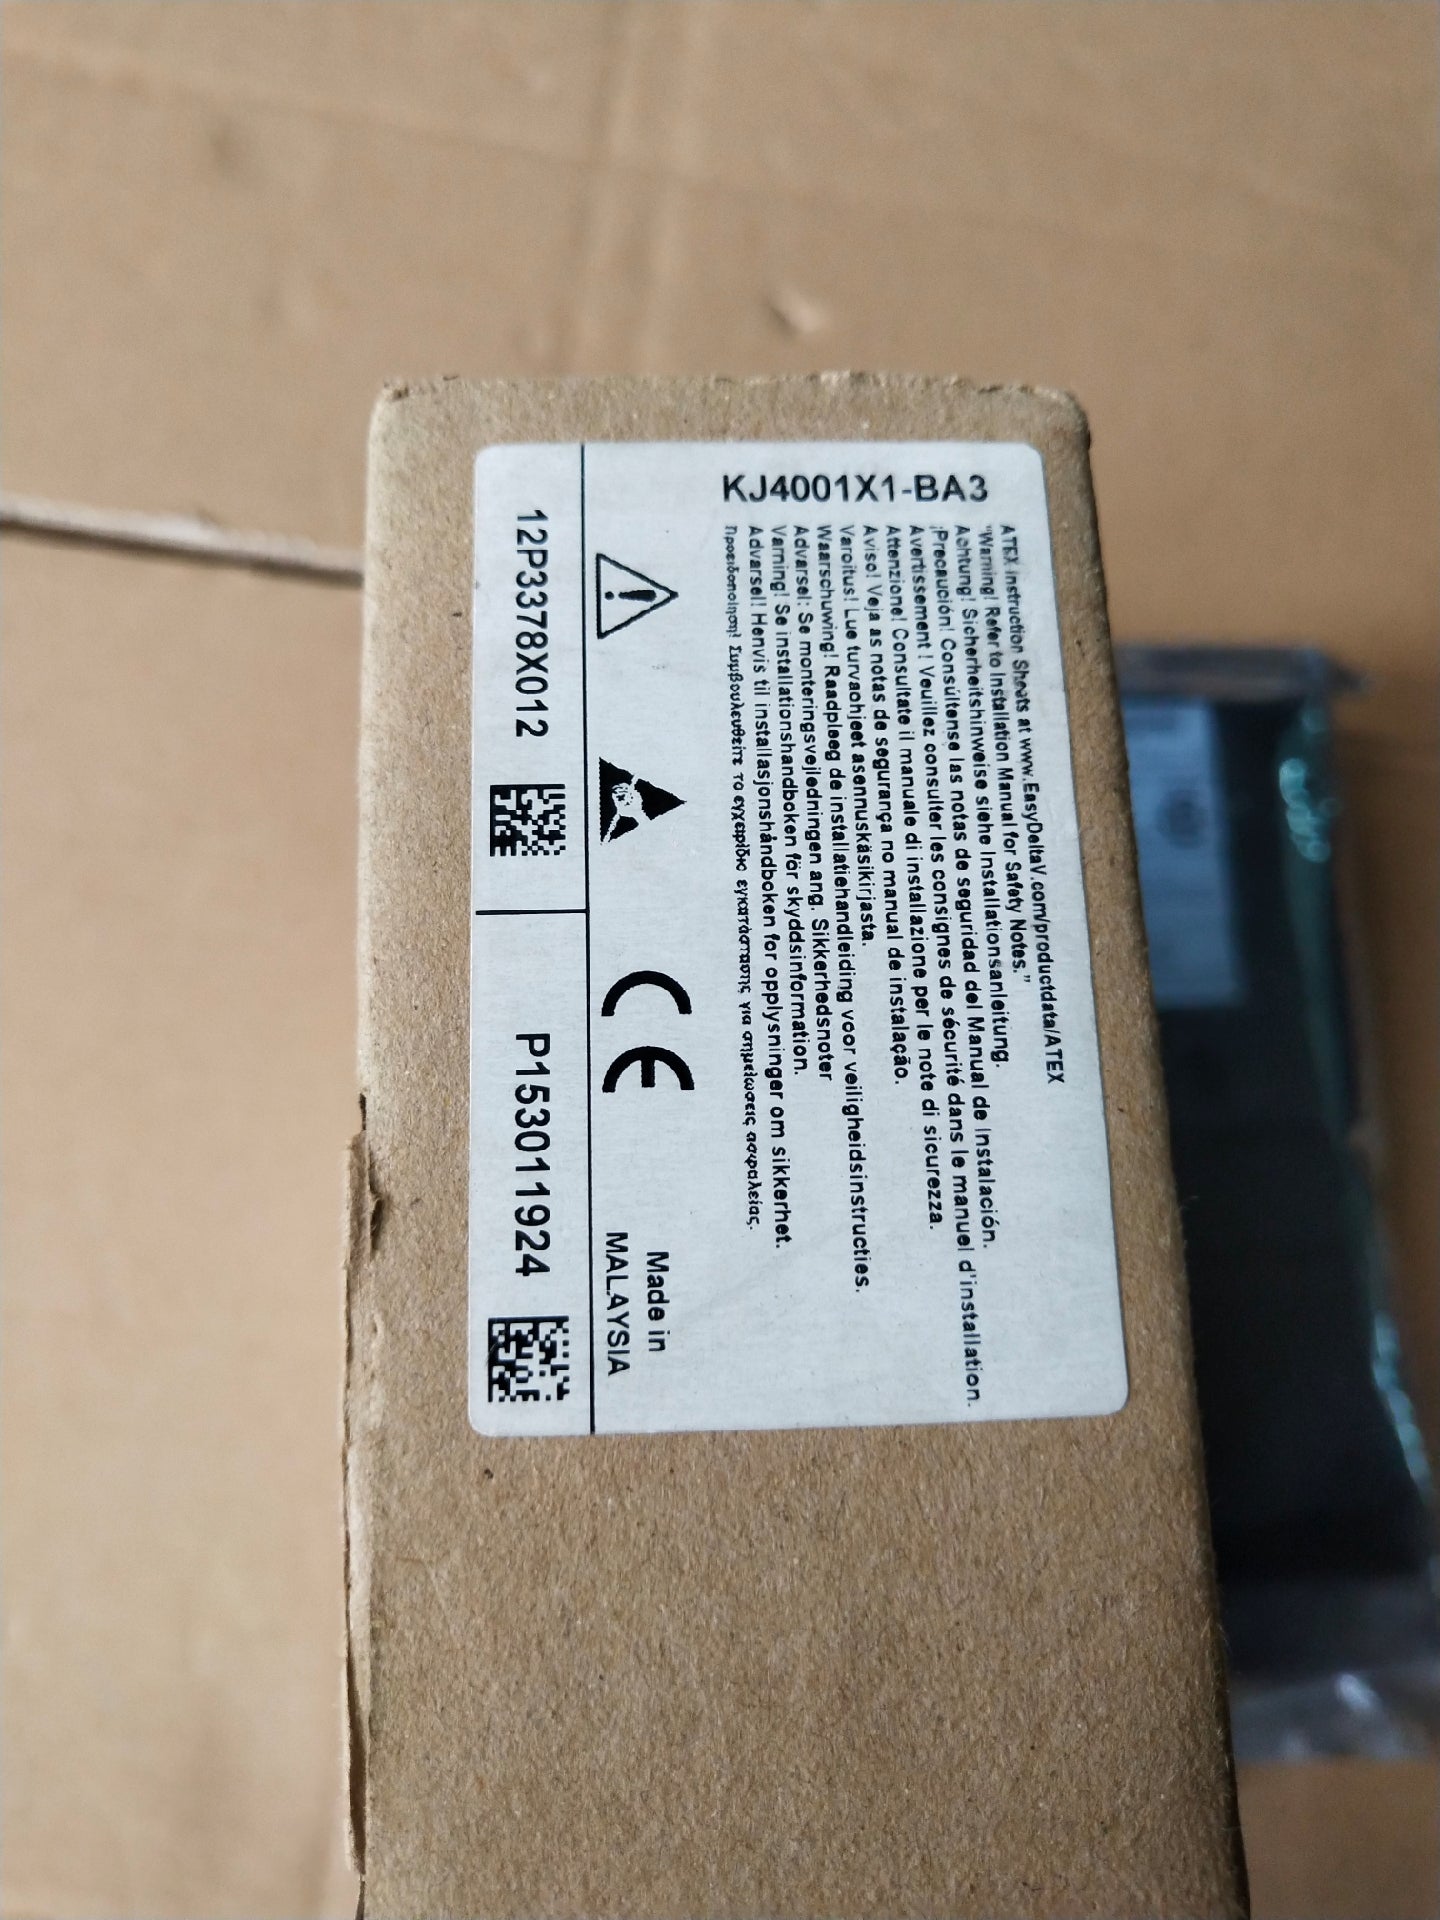 KJ4001X1-BA3
ATEX Instruction Sheets at www.EasyDeltaV.com/productdata/ATEX
"Warning! Refer to Installation Manual for Safety Notes."
Achtung! Sicherheitshinweise siehe Installationsanleitung.
¡Precaución! Consúltense las notas de seguridad del Manual de Instalación.
Avertissement ! Veuillez consulter les consignes de sécurité dans le manuel d'installation.
Attenzione! Consultate il manuale di installazione per le note di sicurezza.
Aviso! Veja as notas de segurança no manual de instalação.
Varoitus! Lue turvaohjeet asennuskäsikirjasta.
Waarschuwing! Raadpleeg de installatiehandleiding voor veiligheidsinstructies.
Advarsel: Se monteringsvejledningen ang. Sikkerhedsnoter
Varning! Se installationshandboken för skyddsinformation.
Advarsel! Henvis til installasjonshåndboken for opplysninger om sikkerhet.
Προειδοποίηση! Συμβουλευθείτε το εγχειρίδιο εγκατάστασης για σημειώσεις ασφαλείας.
CE
Made in
MALAYSIA
12P3378X012
P153011924